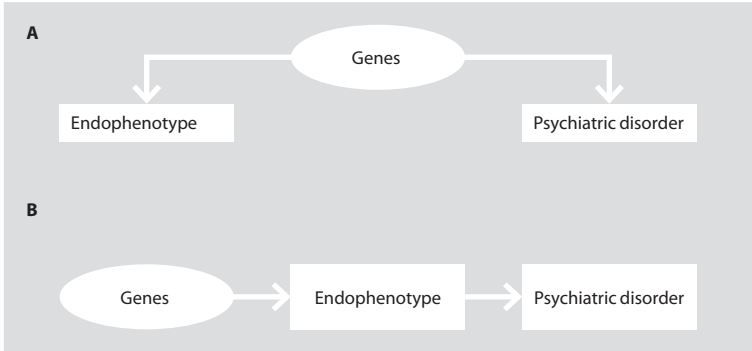 A
Genes
Endophenotype
Psychiatric disorder
B
Genes
Endophenotype
Psychiatric disorder